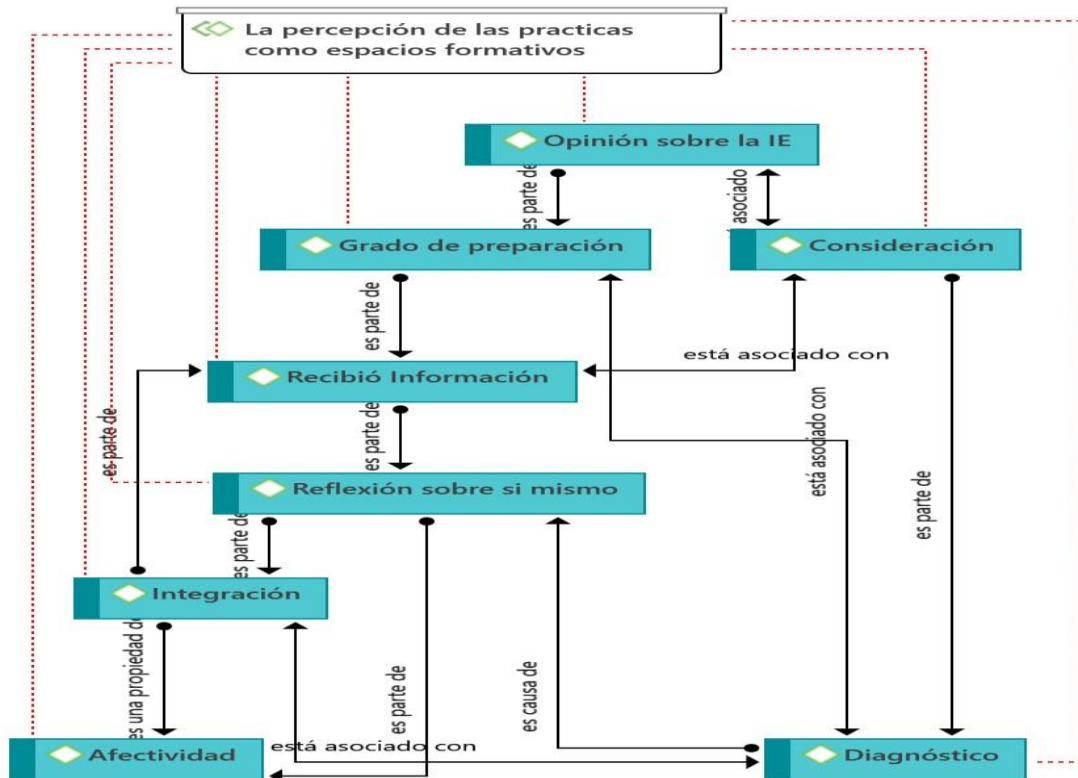 La percepción de las practicas
como espacios formativos
Opinión sobre la IE
es parte de
asociado
Grado de preparación
Consideración
es parte de
está asociado con
Recibió Información
es parte de
es parte de
está asociado con
es parte de
Reflexión sobre si mismo
es parte de
Integración
es una propiedad de
es parte de
es causa de
está asociado con
Afectividad
Diagnóstico